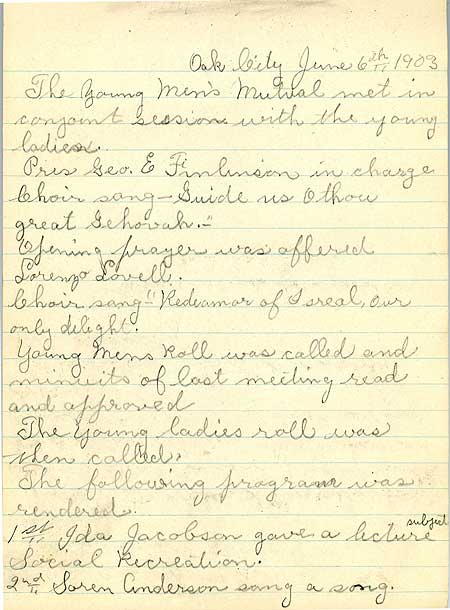 Oak City June 6th 1903
The Young Men's Mutual met in
conjoint session with the young
ladies.
Pres Geo. E Finlinson in charge
Choir sang - Guide us O thou
great Gehovah."
Opening prayer was offered
Lorenzo Lovell.
Choir sang "Redeamar of Isreal, Our
only delight.
Young Mens Roll was called and
minuits of last meeting read
and approved
The Young ladies roll was
then called.
The following program was
rendered.
1st Ida Jacobson gave a lecture subject
Social Recreation.
2nd Soren Anderson sang a song.